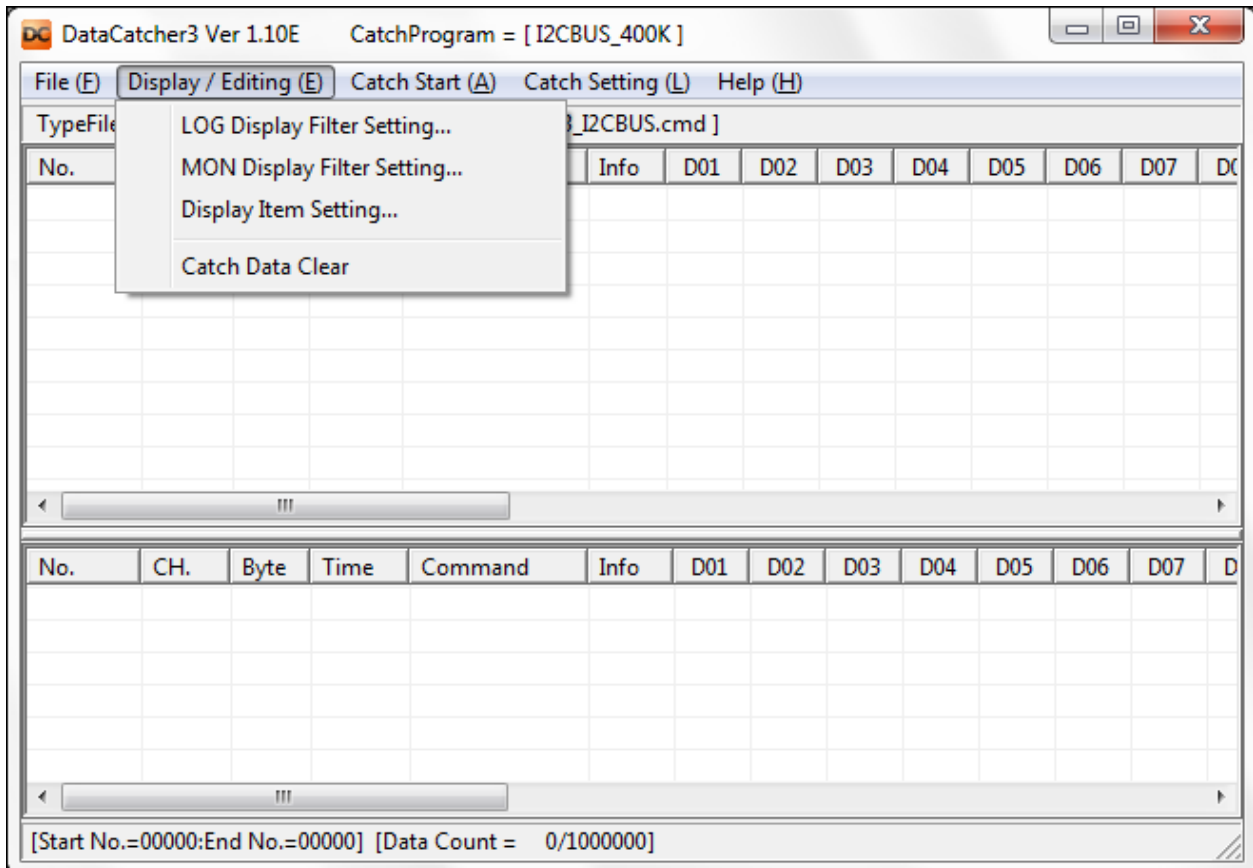 DC DataCatcher3 Ver 1.10E CatchProgram = [ I2CBUS_400K ]
File (F) Display / Editing (E) Catch Start (A) Catch Setting (L) Help (H)
TypeFile _I2CBUS.cmd ]
LOG Display Filter Setting...
MON Display Filter Setting...
Display Item Setting...
Catch Data Clear
No. Info D01 D02 D03 D04 D05 D06 D07
No. CH. Byte Time Command Info D01 D02 D03 D04 D05 D06 D07 D
[Start No.=00000:End No.=00000] [Data Count = 0/1000000]